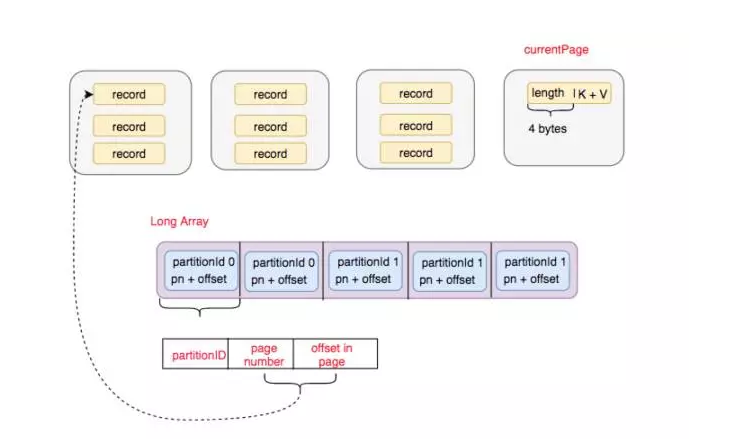 currentPage
record
record
record
length | K + V
record
record
record
4 bytes
record
record
record
Long Array
partitionId 0
partitionId 0
partitionId 1
partitionId 1
partitionId 1
pn + offset
pn + offset
pn + offset
pn + offset
pn + offset
partitionID
page
number
offset in
page